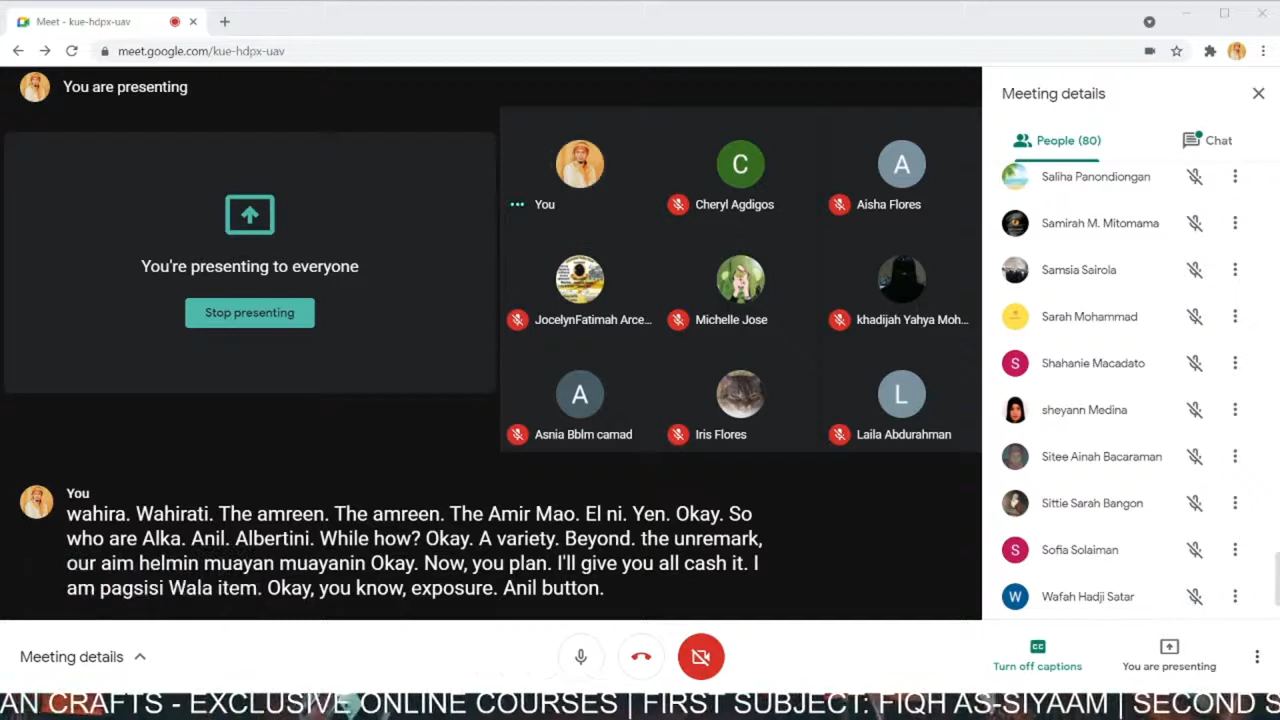 Meet - kue-hdpx-uav
meet.google.com/kue-hdpx-uav
You are presenting
You're presenting to everyone
Stop presenting
You
C
Cheryl Agdigos
A
Aisha Flores
JocelynFatimah Arce...
Michelle Jose
khadijah Yahya Moh...
A
Asnia Bblm camad
Iris Flores
L
Laila Abdurahman
You
wahira. Wahirati. The amreen. The amreen. The Amir Mao. El ni. Yen. Okay. So
who are Alka. Anil. Albertini. While how? Okay. A variety. Beyond. the unremark,
our aim helmin muayan muayanin Okay. Now, you plan. I'll give you all cash it. I
am pagsisi Wala item. Okay, you know, exposure. Anil button.
Meeting details
People (80)
Chat
Saliha Panondiongan
Samirah M. Mitomama
Samsia Sairola
Sarah Mohammad
S
Shahanie Macadato
sheyann Medina
Sitee Ainah Bacaraman
Sittie Sarah Bangon
S
Sofia Solaiman
W
Wafah Hadji Satar
Meeting details
CC
Turn off captions
You are presenting
AN CRAFTS - EXCLUSIVE ONLINE COURSES | FIRST SUBJECT: FIQH AS-SIYAAM | SECOND S